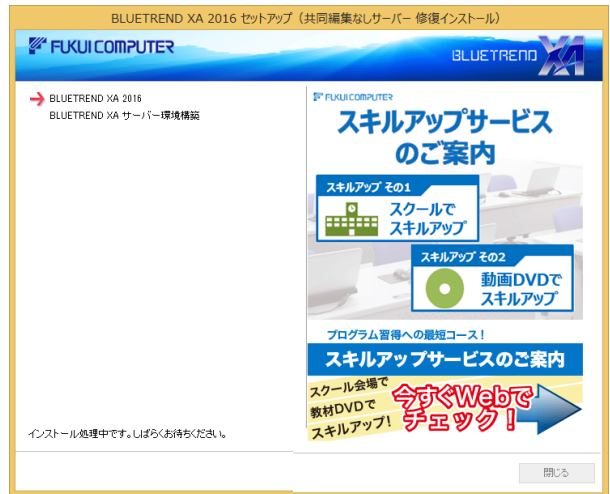 BLUETREND XA 2016 セットアップ（共同編集なしサーバー 修復インストール）
FUKUI COMPUTER
BLUETREND XA
BLUETREND XA 2016
BLUETREND XA サーバー環境構築
FUKUI COMPUTER
スキルアップサービス
のご案内
スキルアップ その1
スクールで
スキルアップ
スキルアップ その2
動画DVDで
スキルアップ
プログラム習得への最短コース！
スキルアップサービスのご案内
スクール会場で
教材DVDで
スキルアップ!
今すぐWebで
チェック！
インストール処理中です。しばらくお待ちください。
閉じる